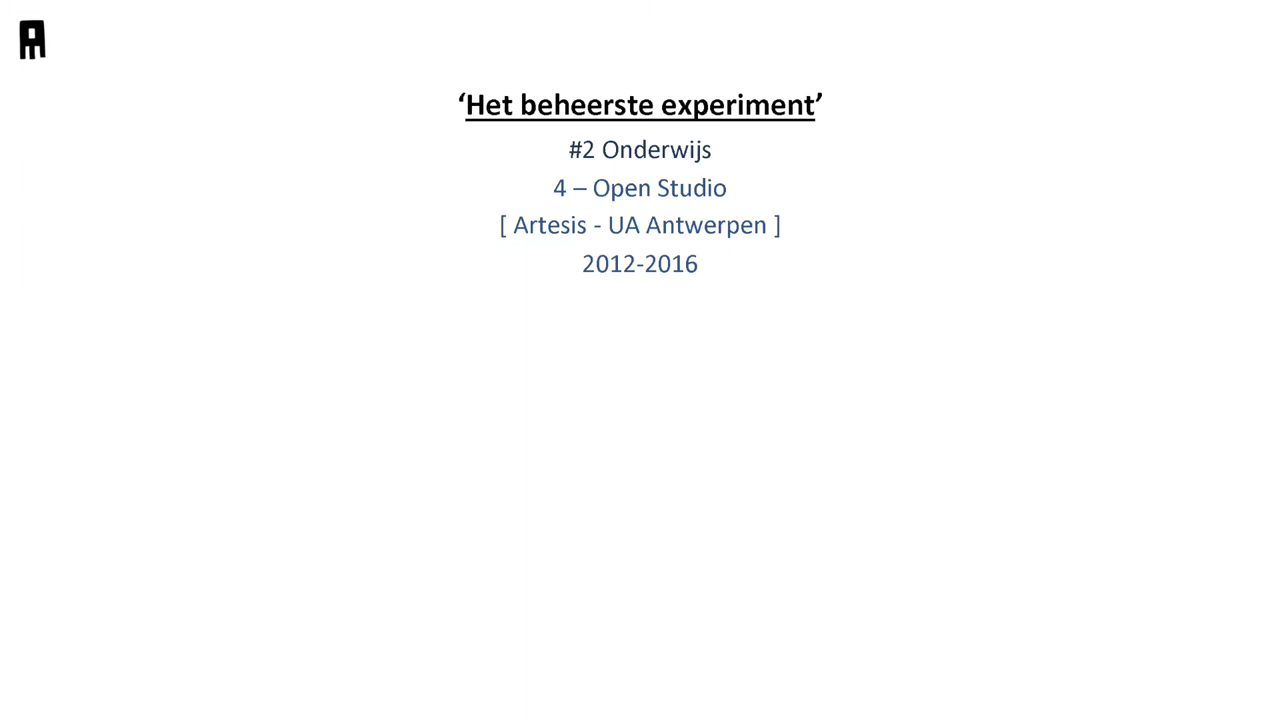 ‘Het beheerste experiment’
#2 Onderwijs
4 – Open Studio
[ Artesis - UA Antwerpen ]
2012-2016